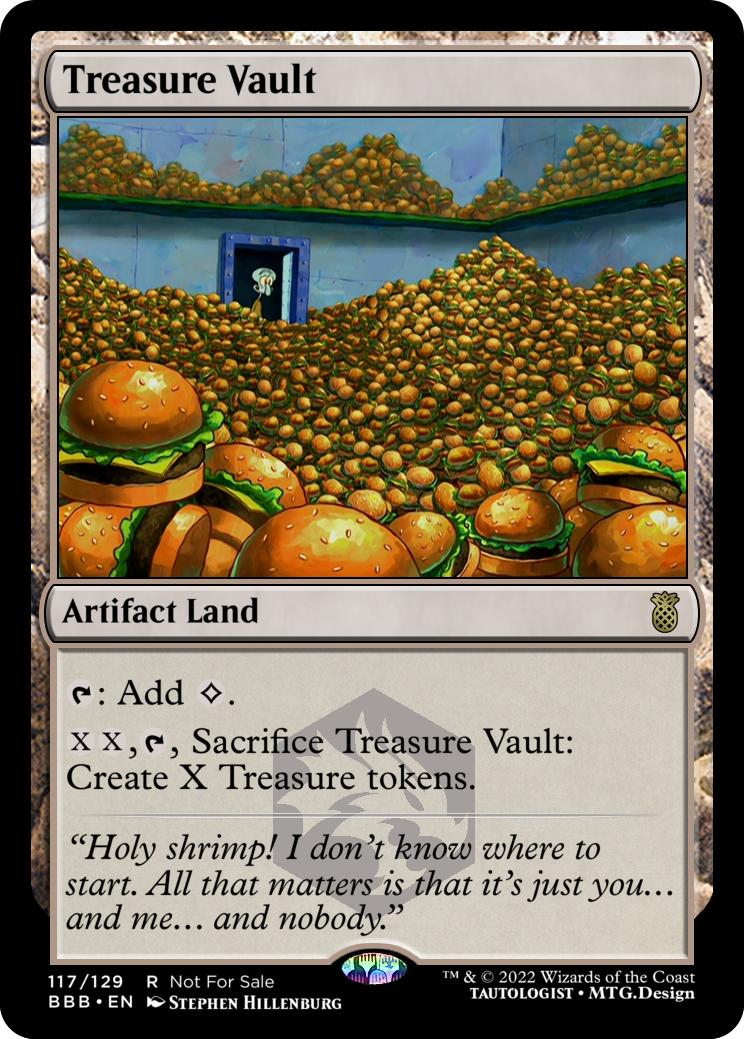 Treasure Vault
Artifact Land
: Add .
X X, , Sacrifice Treasure Vault:
Create X Treasure tokens.
“Holy shrimp! I don’t know where to
start. All that matters is that it’s just you…
and me… and nobody.”
117/129 R Not For Sale
BBB • EN Stephen Hillenburg
™ & © 2022 Wizards of the Coast
TAUTOLOGIST • MTG.Design